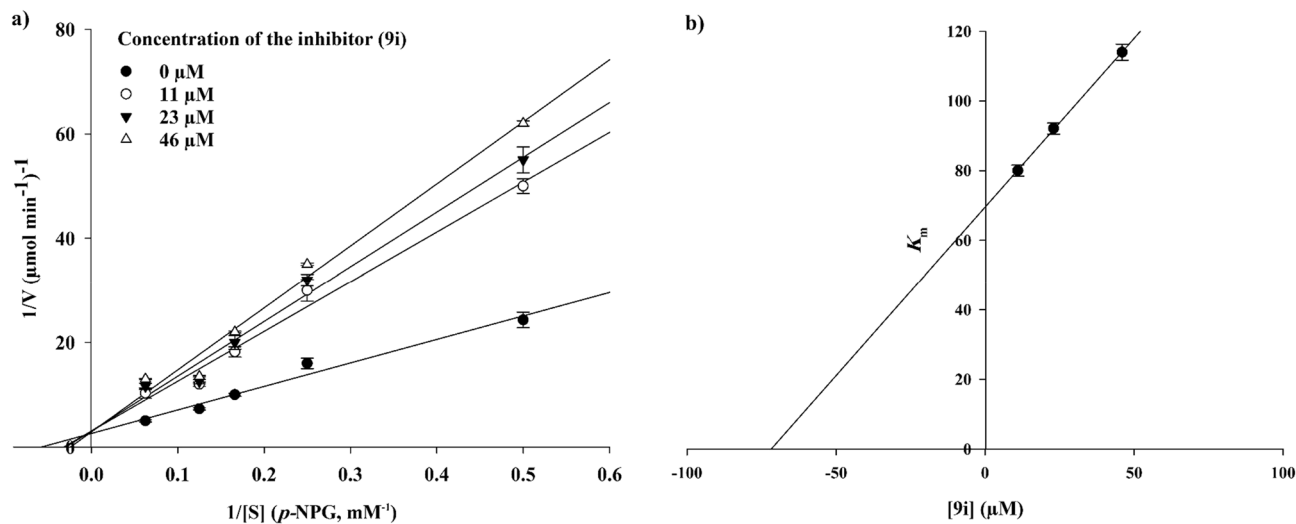 a)
80
60
40
20
0
1/V (µmol min⁻¹)-1
Concentration of the inhibitor (9i)
0 µM
11 µM
23 µM
46 µM
0.0 0.1 0.2 0.3 0.4 0.5 0.6
1/[S] (p-NPG, mM⁻¹)
b)
120
100
80
60
40
20
0
Km
-100 -50 0 50 100
[9i] (µM)